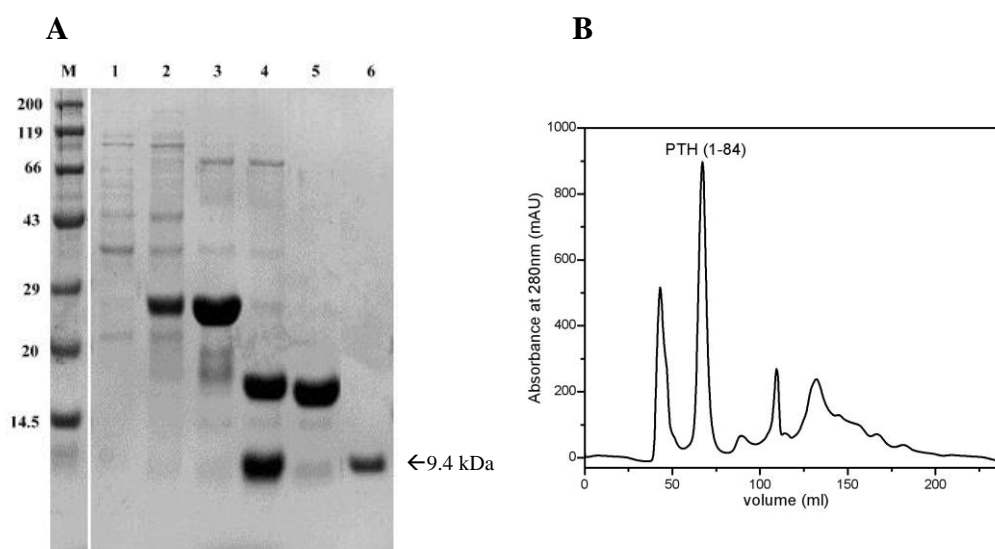 A
B
M 1 2 3 4 5 6
200
119
66
43
29
20
14.5
←9.4 kDa
PTH (1-84)
1000
800
600
400
200
0
Absorbance at 280nm (mAU)
0 50 100 150 200
volume (ml)